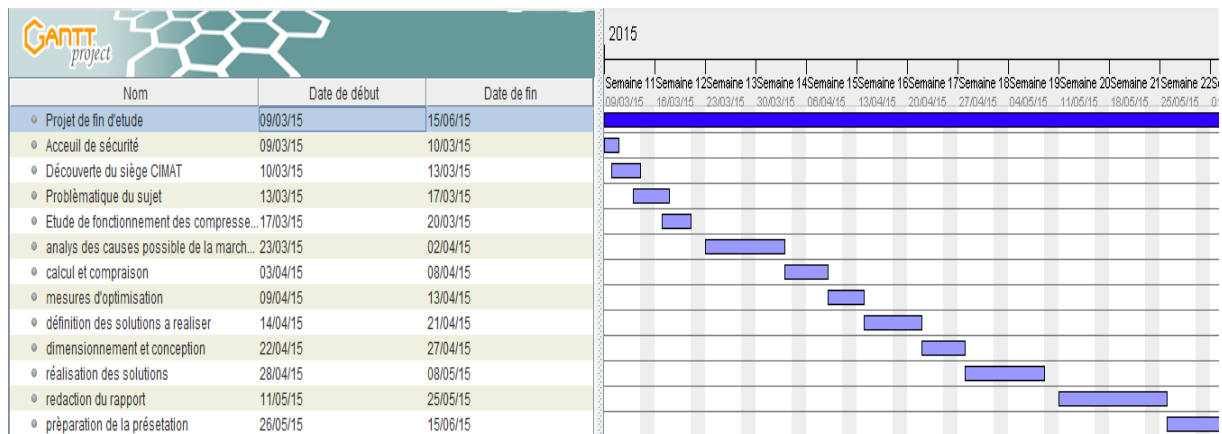 GANTT
project
2015
Semaine 11 Semaine 12 Semaine 13 Semaine 14 Semaine 15 Semaine 16 Semaine 17 Semaine 18 Semaine 19 Semaine 20 Semaine 21 Semaine 22 S
09/03/15 16/03/15 23/03/15 30/03/15 06/04/15 13/04/15 20/04/15 27/04/15 04/05/15 11/05/15 18/05/15 25/05/15 0
Nom Date de début Date de fin
Projet de fin d'etude 09/03/15 15/06/15
Acceuil de sécurité 09/03/15 10/03/15
Découverte du siège CIMAT 10/03/15 13/03/15
Problèmatique du sujet 13/03/15 17/03/15
Etude de fonctionnement des compresse... 17/03/15 20/03/15
analys des causes possible de la march... 23/03/15 02/04/15
calcul et compraison 03/04/15 08/04/15
mesures d'optimisation 09/04/15 13/04/15
définition des solutions a realiser 14/04/15 21/04/15
dimensionnement et conception 22/04/15 27/04/15
réalisation des solutions 28/04/15 08/05/15
redaction du rapport 11/05/15 25/05/15
prèparation de la présetation 26/05/15 15/06/15